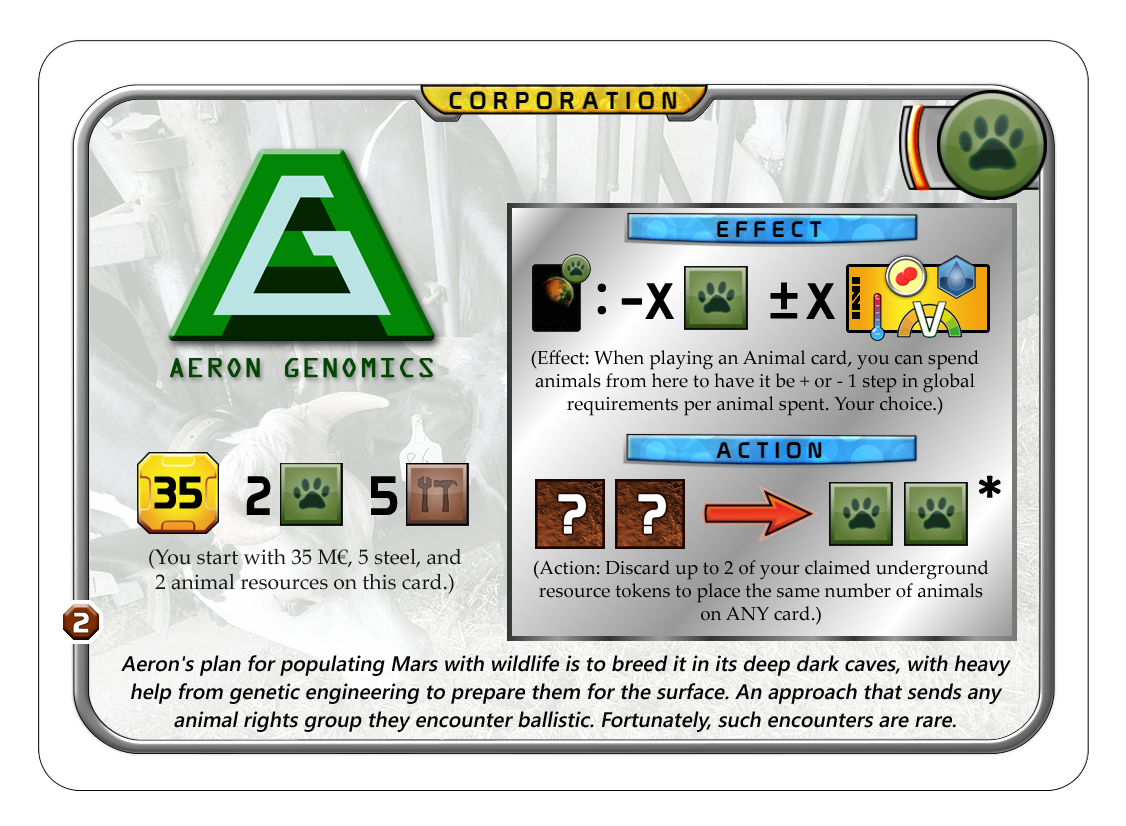 CORPORATION
AERON GENOMICS
35 2 5
(You start with 35 M€, 5 steel, and
2 animal resources on this card.)
EFFECT
: -X ± X
(Effect: When playing an Animal card, you can spend
animals from here to have it be + or - 1 step in global
requirements per animal spent. Your choice.)
ACTION
? ? *
(Action: Discard up to 2 of your claimed underground
resource tokens to place the same number of animals
on ANY card.)
2
Aeron's plan for populating Mars with wildlife is to breed it in its deep dark caves, with heavy
help from genetic engineering to prepare them for the surface. An approach that sends any
animal rights group they encounter ballistic. Fortunately, such encounters are rare.